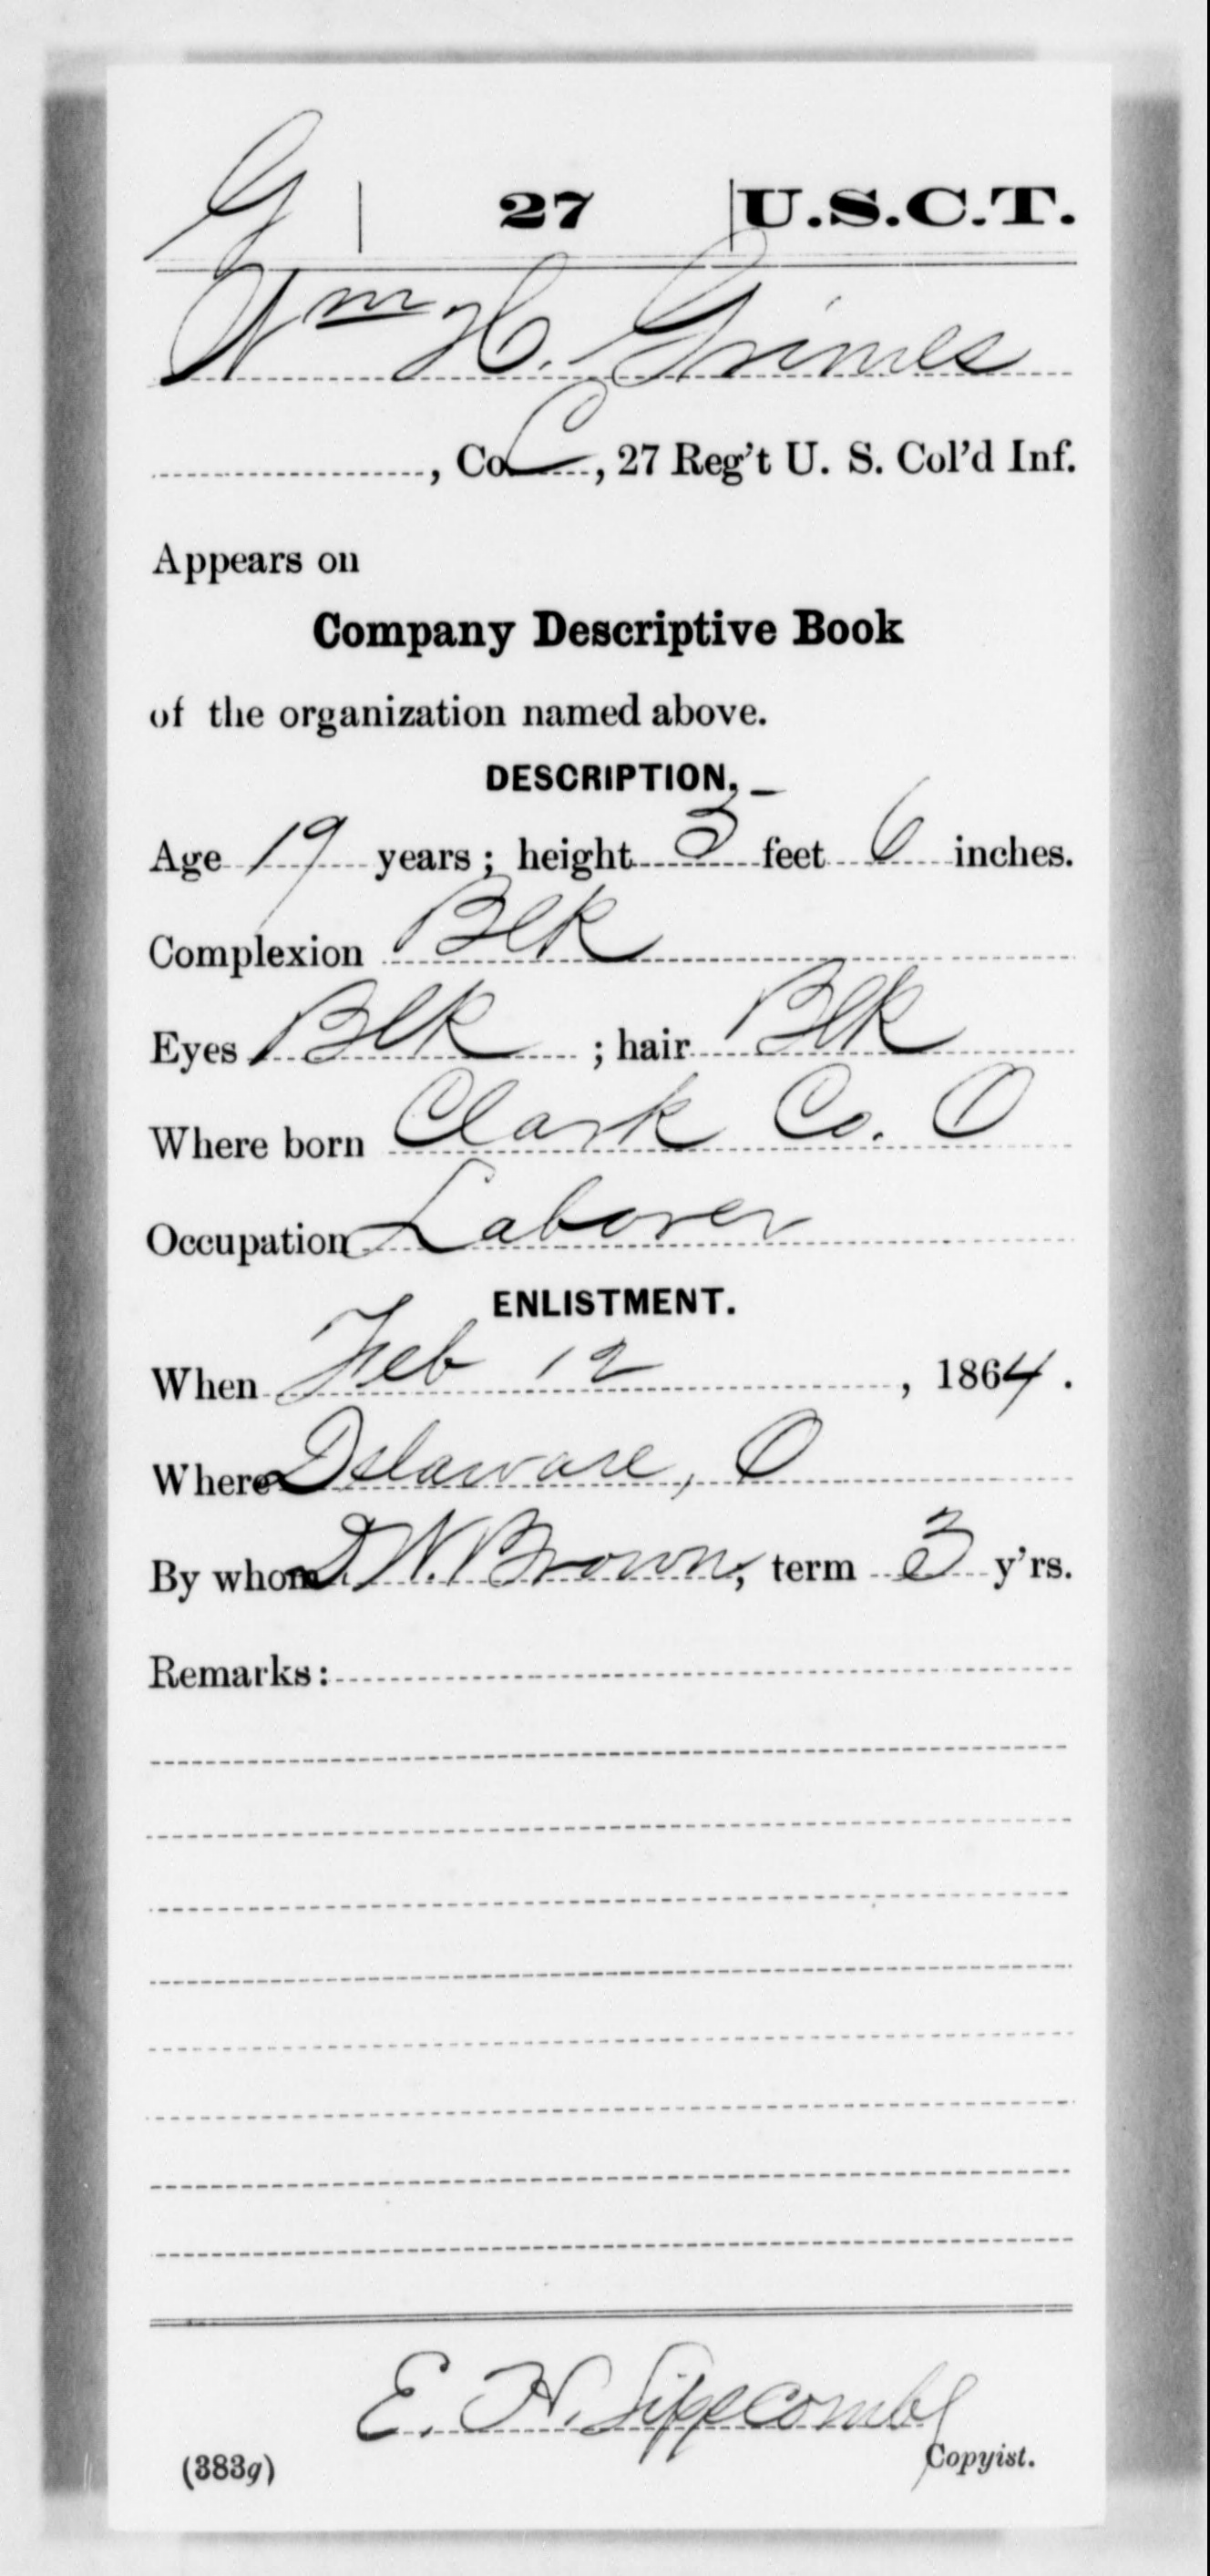 G | 27 | U.S.C.T.
Wm H. Grimes
, Co. C, 27 Reg't U. S. Col'd Inf.
Appears on
Company Descriptive Book
of the organization named above.
DESCRIPTION.
Age 19 years; height 5 feet 6 inches.
Complexion Blk
Eyes Blk ; hair Blk
Where born Clark Co. O
Occupation Laborer
ENLISTMENT.
When Feb 12, 1864.
Where Delaware, O
By whom D. W. Brown, term 3 y'rs.
Remarks:
E. H.
(383g) Copyist.